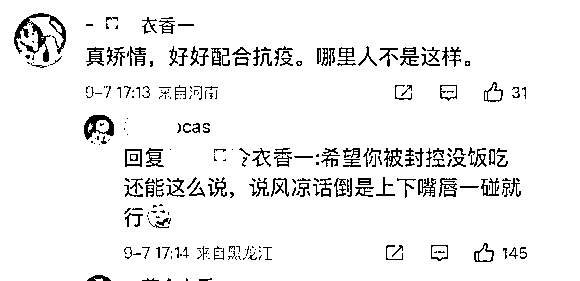 衣香一
真矫情，好好配合抗疫。哪里人不是这样。
9-7 17:13 来自河南 31
ocas
回复 衣香一:希望你被封控没饭吃
还能这么说，说风凉话倒是上下嘴唇一碰就
行
9-7 17:14 来自黑龙江 145